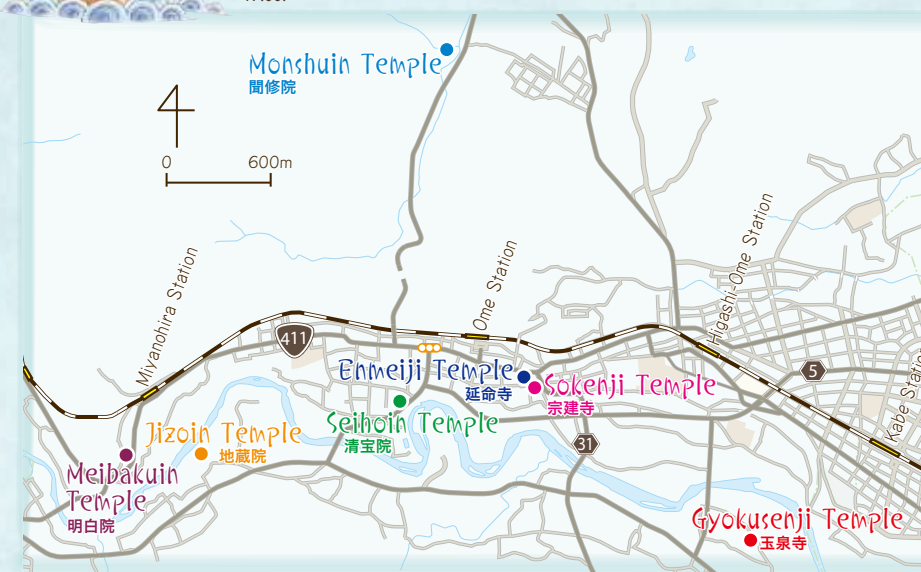 Monshuin Temple
聞修院
0 600m
Miyanohira Station
Ome Station
Higashi-Ome Station
411
Enmeiji Temple
延命寺
Sokenji Temple
宗建寺
5
Seihoin Temple
清宝院
Jizoin Temple
地蔵院
31
Meibakuin
Temple
明白院
Gyokusenji Temple
玉泉寺
Kabe Station